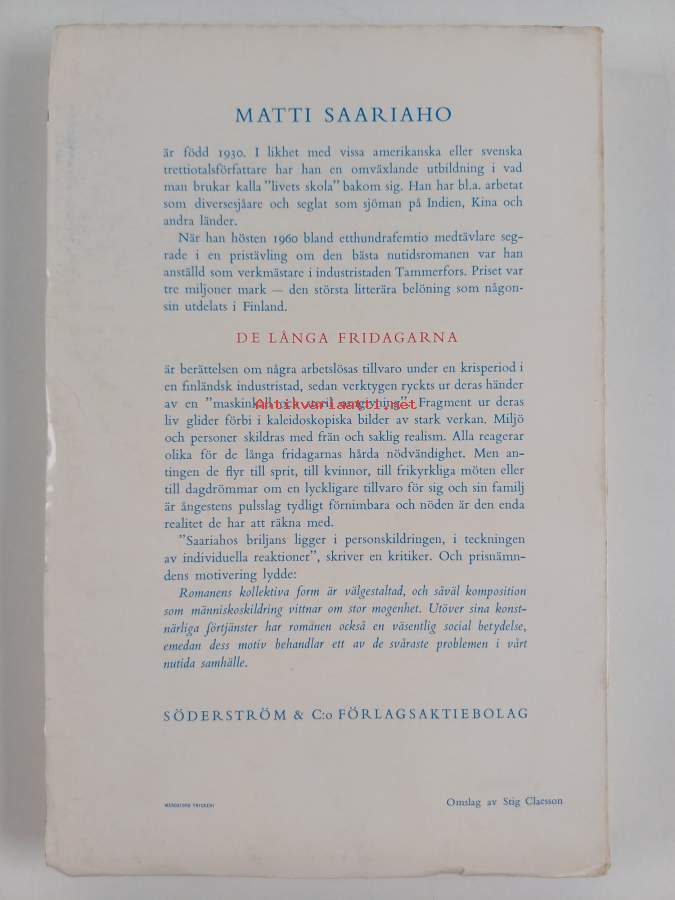 MATTI SAARIAHO
är född 1930. I likhet med vissa amerikanska eller svenska
trettiotalsförfattare har han en omväxlande utbildning i vad
man brukar kalla "livets skola" bakom sig. Han har bl.a. arbetat
som diversesjåare och seglat som sjöman på Indien, Kina och
andra länder.
När han hösten 1960 bland etthundrafemtio medtävlare seg-
rade i en pristävling om den bästa nutidsromanen var han
anställd som verkmästare i industristaden Tammerfors. Priset var
tre miljoner mark — den största litterära belöning som någon-
sin utdelats i Finland.
DE LÅNGA FRIDAGARNA
är berättelsen om några arbetslösas tillvaro under en krisperiod i
en finländsk industristad, sedan verktygen ryckts ur deras händer
av en "maskinkall och steril omgivning". Fragment ur deras
Antikvariaatti.net
liv glider förbi i kaleidoskopiska bilder av stark verkan. Miljö
och personer skildras med frän och saklig realism. Alla reagerar
olika för de långa fridagarnas hårda nödvändighet. Men an-
tingen de flyr till sprit, till kvinnor, till frikyrkliga möten eller
till dagdrömmar om en lyckligare tillvaro för sig och sin familj
är ångestens pulsslag tydligt förnimbara och nöden är den enda
realitet de har att räkna med.
"Saariahos briljans ligger i personskildringen, i teckningen
av individuella reaktioner", skriver en kritiker. Och prisnämn-
dens motivering lydde:
Romanens kollektiva form är välgestaltad, och såväl komposition
som människoskildring vittnar om stor mogenhet. Utöver sina konst-
närliga förtjänster har romanen också en väsentlig social betydelse,
emedan dess motiv behandlar ett av de svåraste problemen i vårt
nutida samhälle.
SÖDERSTRÖM & C:o FÖRLAGSAKTIEBOLAG
Omslag av Stig Claesson